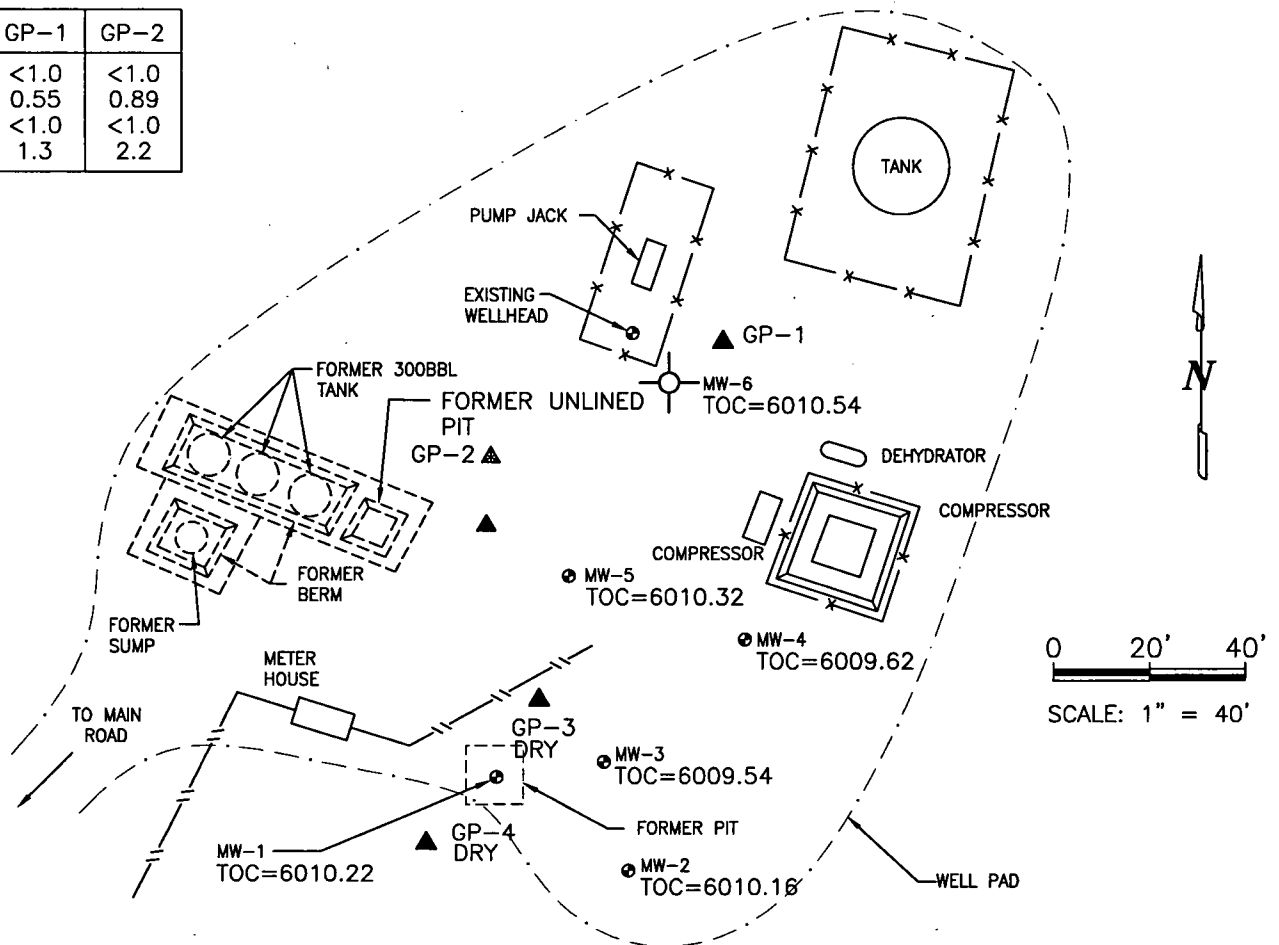 GP-1 GP-2
<1.0 <1.0
0.55 0.89
<1.0 <1.0
1.3 2.2
TANK
PUMP JACK
EXISTING
WELLHEAD
GP-1
FORMER 300BBL
TANK
FORMER UNLINED
PIT
MW-6
TOC=6010.54
GP-2
N
DEHYDRATOR
COMPRESSOR
COMPRESSOR
MW-5
TOC=6010.32
FORMER
BERM
FORMER
SUMP
MW-4
TOC=6009.62
0 20' 40'
SCALE: 1" = 40'
METER
HOUSE
TO MAIN
ROAD
GP-3
DRY
MW-3
TOC=6009.54
FORMER PIT
GP-4
DRY
MW-1
TOC=6010.22
MW-2
TOC=6010.16
WELL PAD